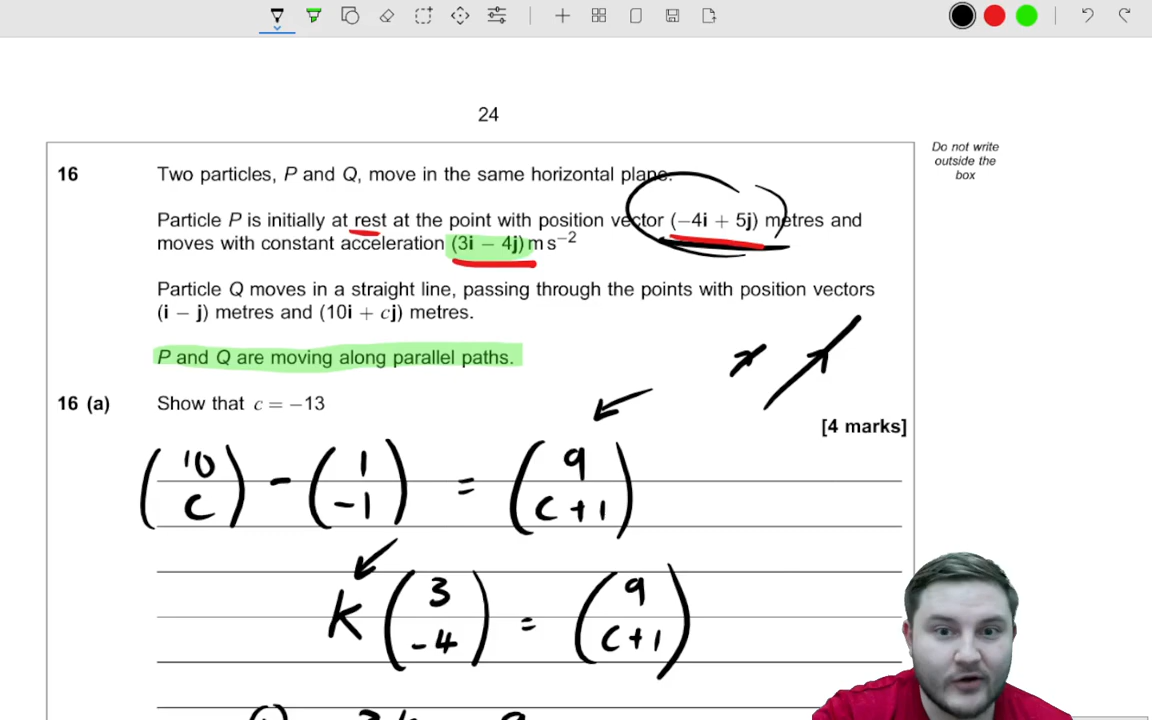 24
Do not write
outside the
box
16 Two particles, P and Q, move in the same horizontal plane.
Particle P is initially at rest at the point with position vector (−4i + 5j) metres and
moves with constant acceleration (3i − 4j) m s⁻²
Particle Q moves in a straight line, passing through the points with position vectors
(i − j) metres and (10i + cj) metres.
P and Q are moving along parallel paths.
16 (a) Show that c = −13
[4 marks]
(10 C) - (1 -1) = (9 C+1)
K (3 -4) = (9 C+1)